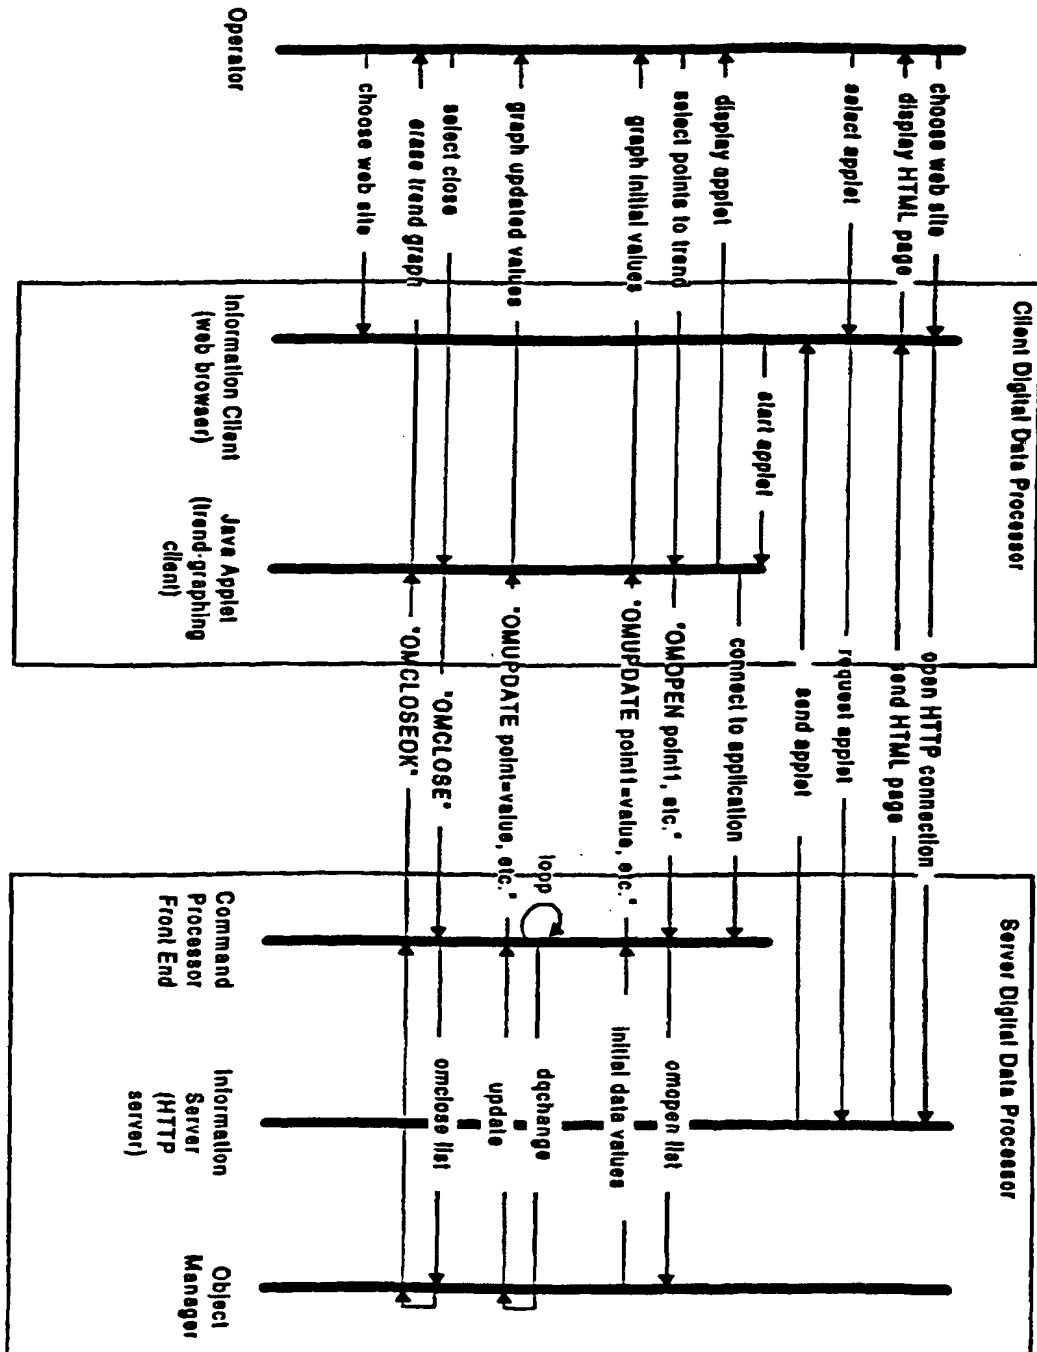 Client Digital Data Processor
Server Digital Data Processor
choose web site
open HTTP connection
display HTML page
send HTML page
select applet
request applet
send applet
start applet
connect to application
display applet
select points to trend
"OMOPEN point1, etc."
omopen list
graph initial values
"OMUPDATE point1=value, etc."
initial data values
loop
dqchange
graph updated values
"OMUPDATE point=value, etc."
update
select close
"OMCLOSE"
omclose list
erase trend graph
"OMCLOSEOK"
choose web site
Operator
Information Client
(web browser)
Java Applet
(trend-graphing
client)
Command
Processor
Front End
Information
Server
(HTTP
server)
Object
Manager